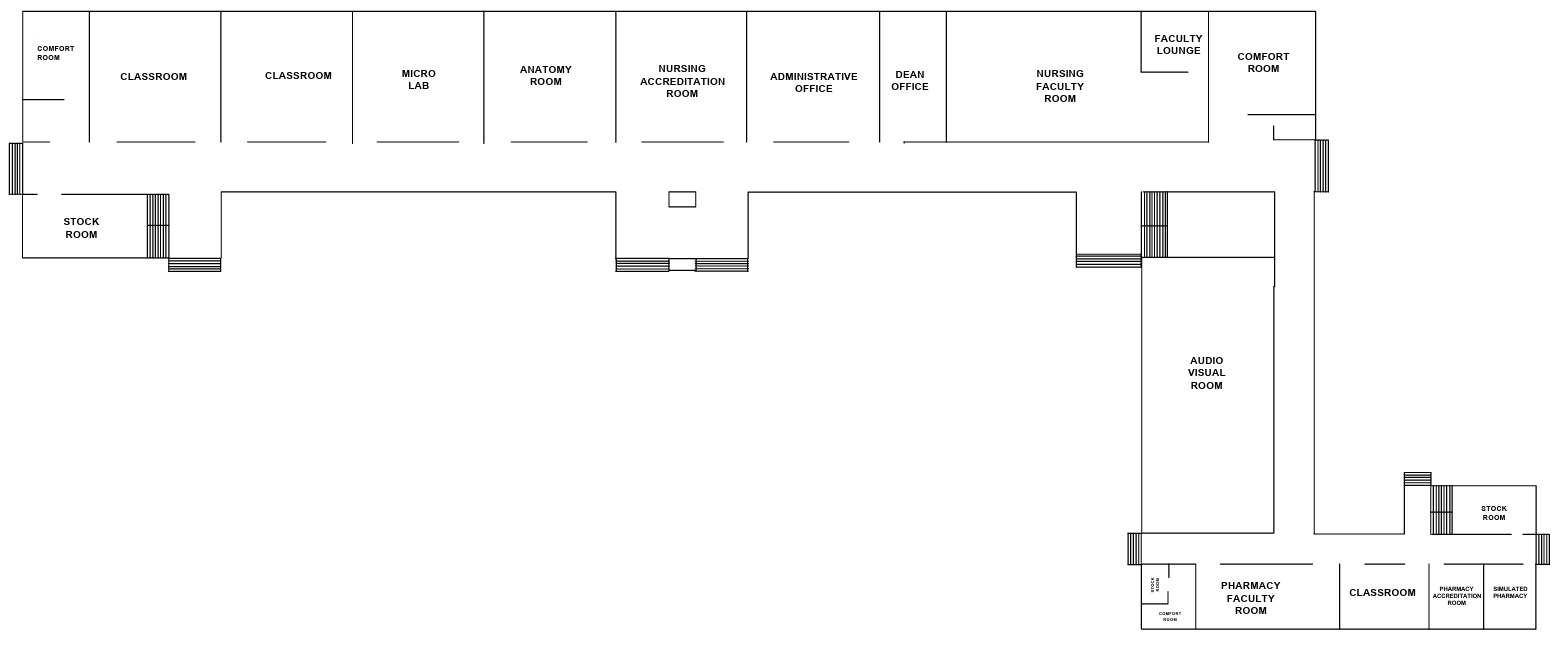 COMFORT
ROOM
CLASSROOM
CLASSROOM
MICRO
LAB
ANATOMY
ROOM
NURSING
ACCREDITATION
ROOM
ADMINISTRATIVE
OFFICE
DEAN
OFFICE
NURSING
FACULTY
ROOM
FACULTY
LOUNGE
COMFORT
ROOM
STOCK
ROOM
AUDIO
VISUAL
ROOM
STOCK
ROOM
STOCK
ROOM
COMFORT
ROOM
PHARMACY
FACULTY
ROOM
CLASSROOM
PHARMACY
ACCREDITATION
ROOM
SIMULATED
PHARMACY